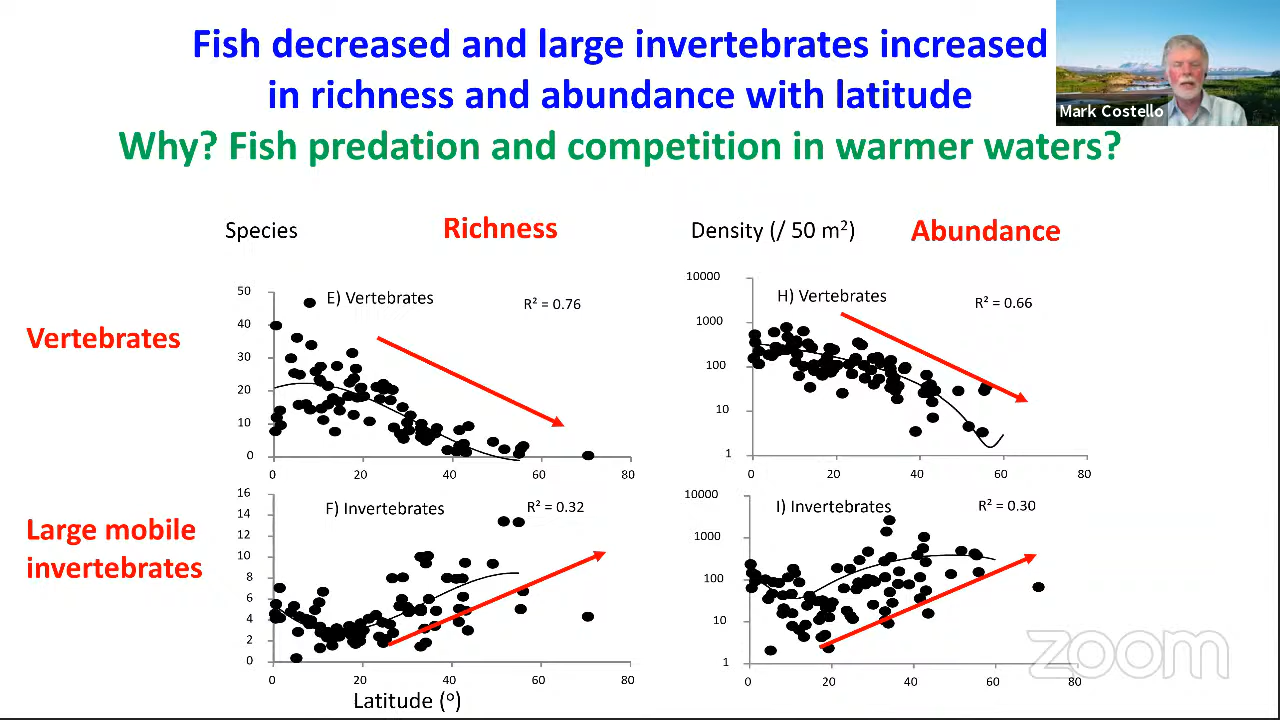 Fish decreased and large invertebrates increased
in richness and abundance with latitude
Why? Fish predation and competition in warmer waters?
Mark Costello
Species
Richness
Density (/ 50 m²)
Abundance
Vertebrates
E) Vertebrates
R² = 0.76
50
40
30
20
10
0
0 20 40 60 80
H) Vertebrates
R² = 0.66
10000
1000
100
10
1
0 20 40 60 80
Large mobile
invertebrates
F) Invertebrates
R² = 0.32
16
14
12
10
8
6
4
2
0
0 20 40 60 80
I) Invertebrates
R² = 0.30
10000
1000
100
10
1
0 20 40 60 80
Latitude (º)
zoom